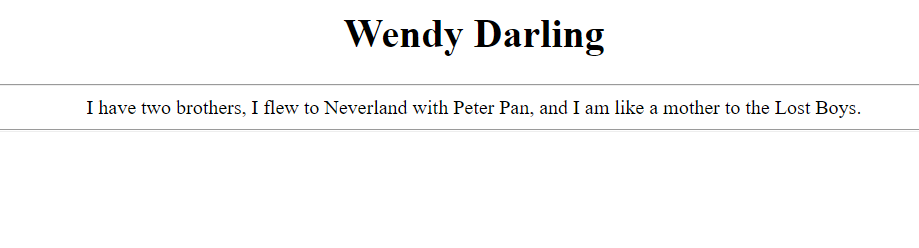 Wendy Darling
I have two brothers, I flew to Neverland with Peter Pan, and I am like a mother to the Lost Boys.